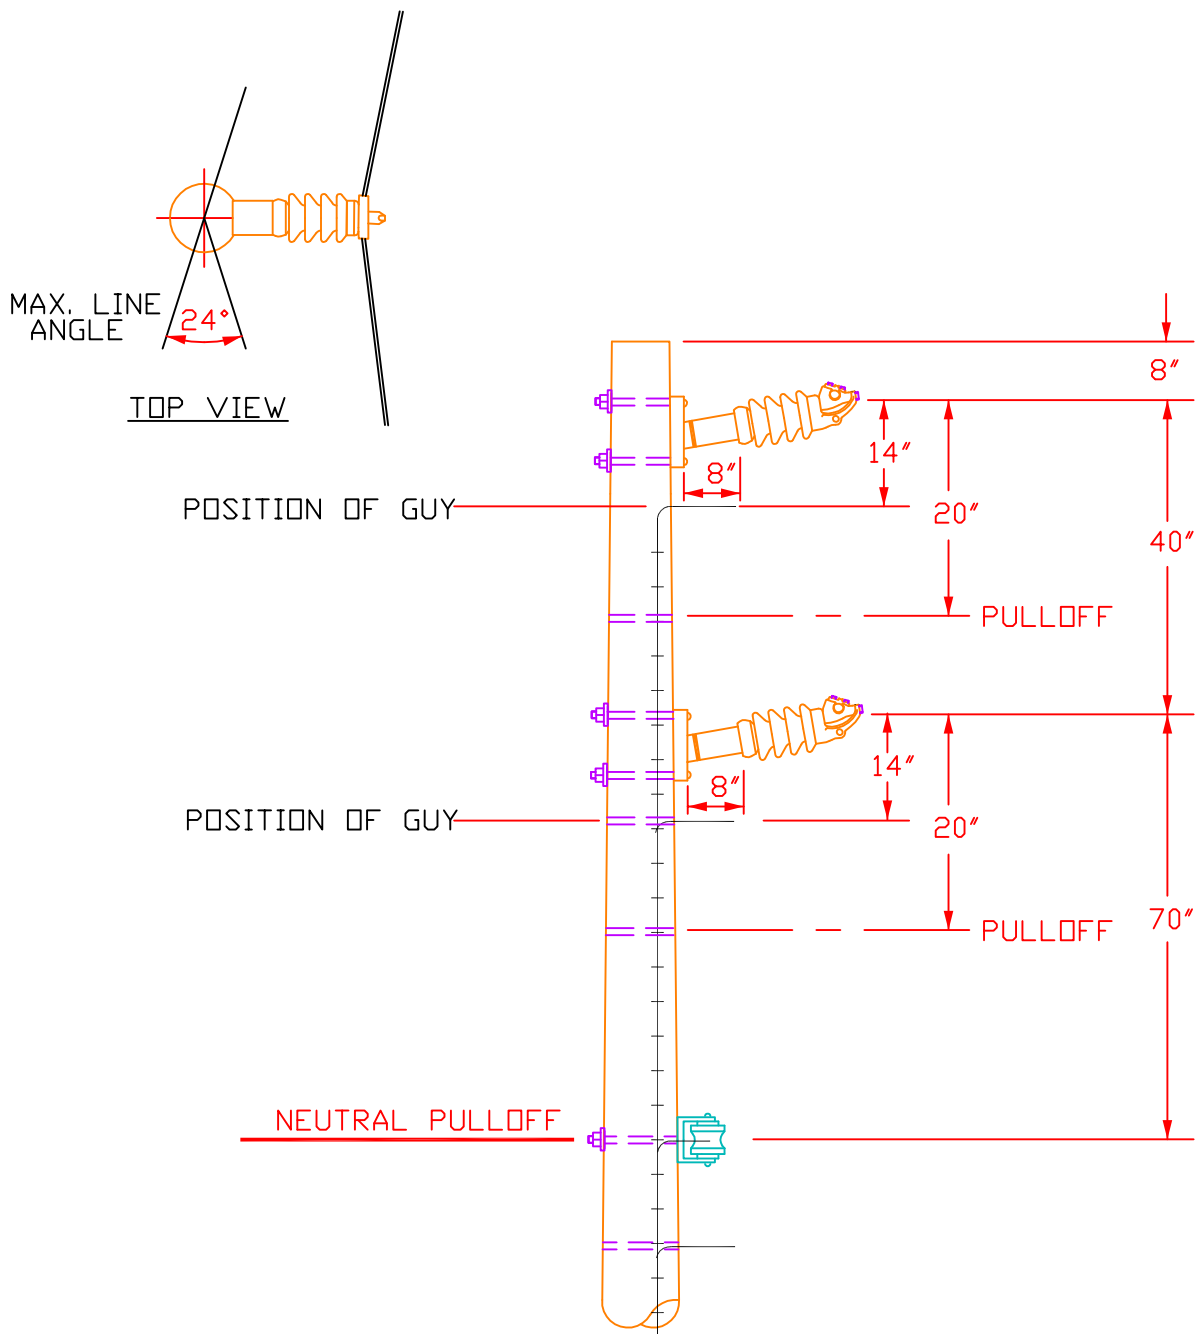 MAX. LINE
ANGLE
24°
TOP VIEW
8"
14"
8"
POSITION OF GUY
20"
40"
PULLOFF
14"
8"
POSITION OF GUY
20"
70"
PULLOFF
NEUTRAL PULLOFF